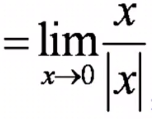 = lim x→0 x/|x|